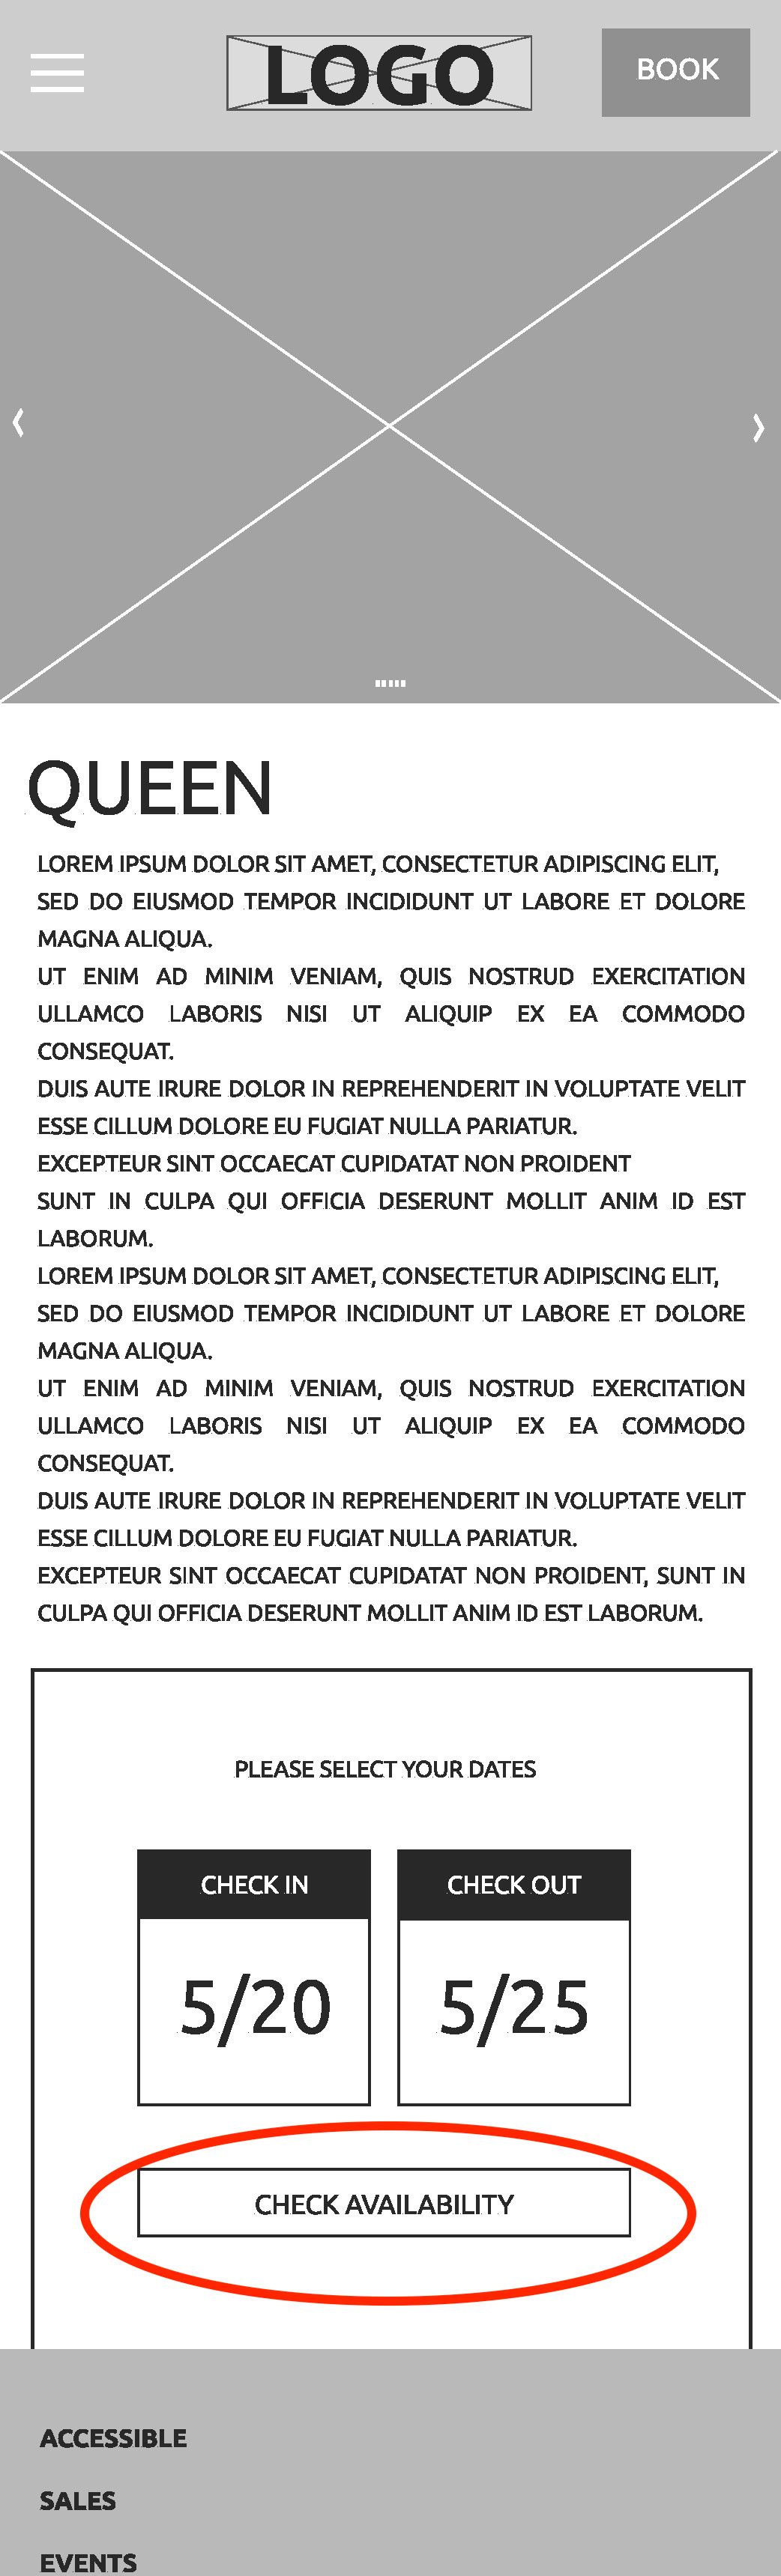 LOGO
BOOK
QUEEN
LOREM IPSUM DOLOR SIT AMET, CONSECTETUR ADIPISCING ELIT,
SED DO EIUSMOD TEMPOR INCIDIDUNT UT LABORE ET DOLORE
MAGNA ALIQUA.
UT ENIM AD MINIM VENIAM, QUIS NOSTRUD EXERCITATION
ULLAMCO LABORIS NISI UT ALIQUIP EX EA COMMODO
CONSEQUAT.
DUIS AUTE IRURE DOLOR IN REPREHENDERIT IN VOLUPTATE VELIT
ESSE CILLUM DOLORE EU FUGIAT NULLA PARIATUR.
EXCEPTEUR SINT OCCAECAT CUPIDATAT NON PROIDENT
SUNT IN CULPA QUI OFFICIA DESERUNT MOLLIT ANIM ID EST
LABORUM.
LOREM IPSUM DOLOR SIT AMET, CONSECTETUR ADIPISCING ELIT,
SED DO EIUSMOD TEMPOR INCIDIDUNT UT LABORE ET DOLORE
MAGNA ALIQUA.
UT ENIM AD MINIM VENIAM, QUIS NOSTRUD EXERCITATION
ULLAMCO LABORIS NISI UT ALIQUIP EX EA COMMODO
CONSEQUAT.
DUIS AUTE IRURE DOLOR IN REPREHENDERIT IN VOLUPTATE VELIT
ESSE CILLUM DOLORE EU FUGIAT NULLA PARIATUR.
EXCEPTEUR SINT OCCAECAT CUPIDATAT NON PROIDENT, SUNT IN
CULPA QUI OFFICIA DESERUNT MOLLIT ANIM ID EST LABORUM.
PLEASE SELECT YOUR DATES
CHECK IN
CHECK OUT
5/20
5/25
CHECK AVAILABILITY
ACCESSIBLE
SALES
EVENTS